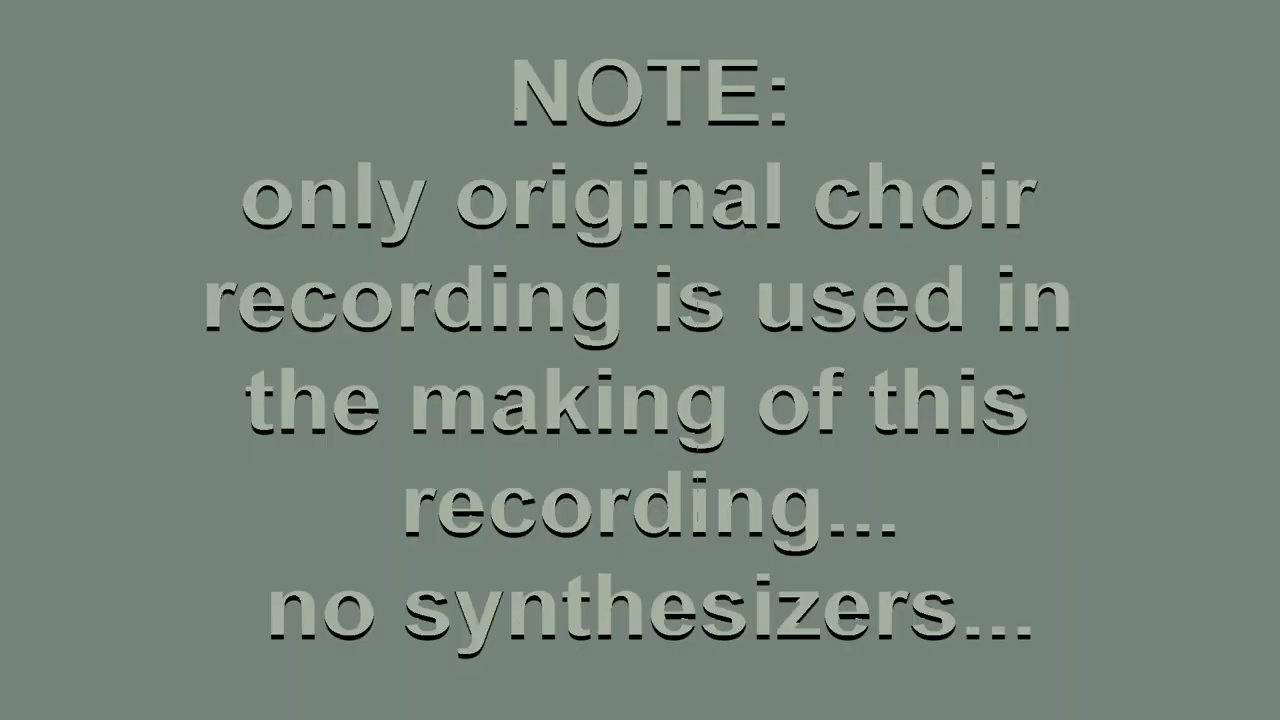 NOTE:
only original choir
recording is used in
the making of this
recording...
no synthesizers...